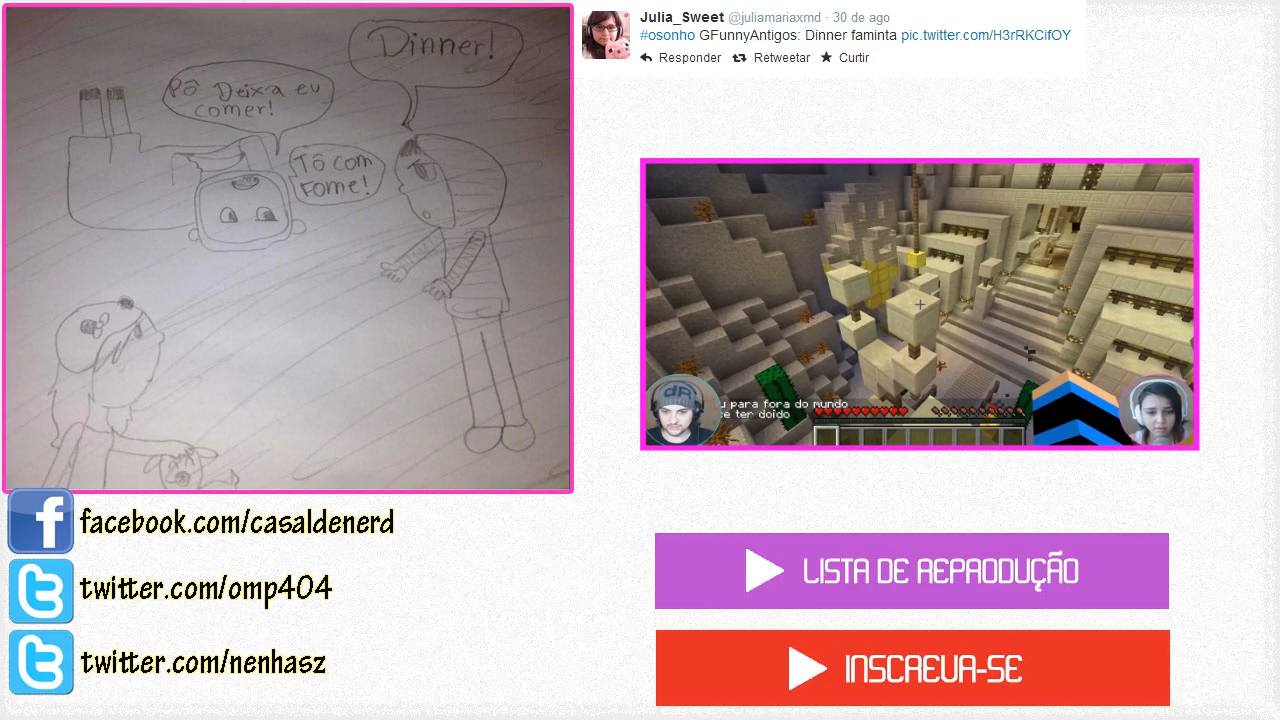 Dinner!
Pô Deixa eu
comer!
Tô com
Fome!
Julia_Sweet @juliamariaxmd · 30 de ago
#osonho GFunnyAntigos: Dinner faminta pic.twitter.com/H3rRKCifOY
Responder Retweetar Curtir
u para fora do mundo
ce ter doido
facebook.com/casaldenerd
twitter.com/omp404
twitter.com/nenhasz
LISTA DE REPRODUÇÃO
INSCREVA-SE